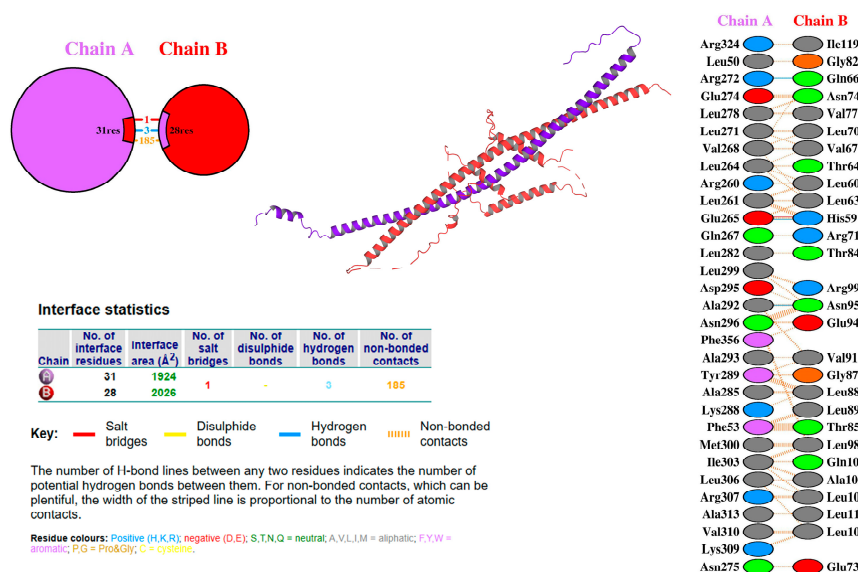 Chain A Chain B
1
31res 3 28res
185
Interface statistics
Chain No. of interface residues Interface area (Å2) No. of salt bridges No. of disulphide bonds No. of hydrogen bonds No. of non-bonded contacts
A 31 1924 1 - 3 185
B 28 2026
Key: Salt bridges Disulphide bonds Hydrogen bonds Non-bonded contacts
The number of H-bond lines between any two residues indicates the number of
potential hydrogen bonds between them. For non-bonded contacts, which can be
plentiful, the width of the striped line is proportional to the number of atomic
contacts.
Residue colours: Positive (H,K,R); negative (D,E); S,T,N,Q = neutral; A,V,L,I,M = aliphatic; F,Y,W =
aromatic; P,G = Pro&Gly; C = cysteine.
Chain A Chain B
Arg324 Ile119
Leu50 Gly82
Arg272 Gln66
Glu274 Asn74
Leu278 Val77
Leu271 Leu70
Val268 Val67
Leu264 Thr64
Arg260 Leu60
Leu261 Leu63
Glu265 His59
Gln267 Arg71
Leu282 Thr84
Leu299
Asp295 Arg99
Ala292 Asn95
Asn296 Glu94
Phe356
Ala293 Val91
Tyr289 Gly87
Ala285 Leu88
Lys288 Leu89
Phe53 Thr85
Met300 Leu98
Ile303 Gln10
Leu306 Ala10
Arg307 Leu10
Ala313 Leu11
Val310 Leu10
Lys309
Asn275 Glu73